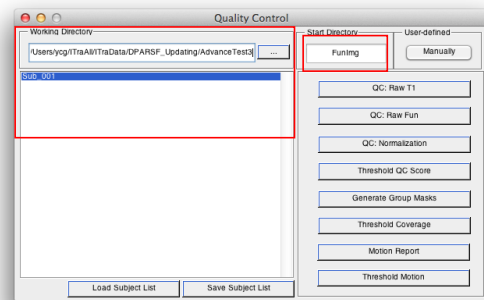 Quality Control
Working Directory
/Users/ycg/ITraAll/ITraData/DPARSF_Updating/AdvanceTest3
...
Start Directory
FunImg
User-defined
Manually
Sub_001
QC: Raw T1
QC: Raw Fun
QC: Normalization
Threshold QC Score
Generate Group Masks
Threshold Coverage
Motion Report
Threshold Motion
Load Subject List
Save Subject List